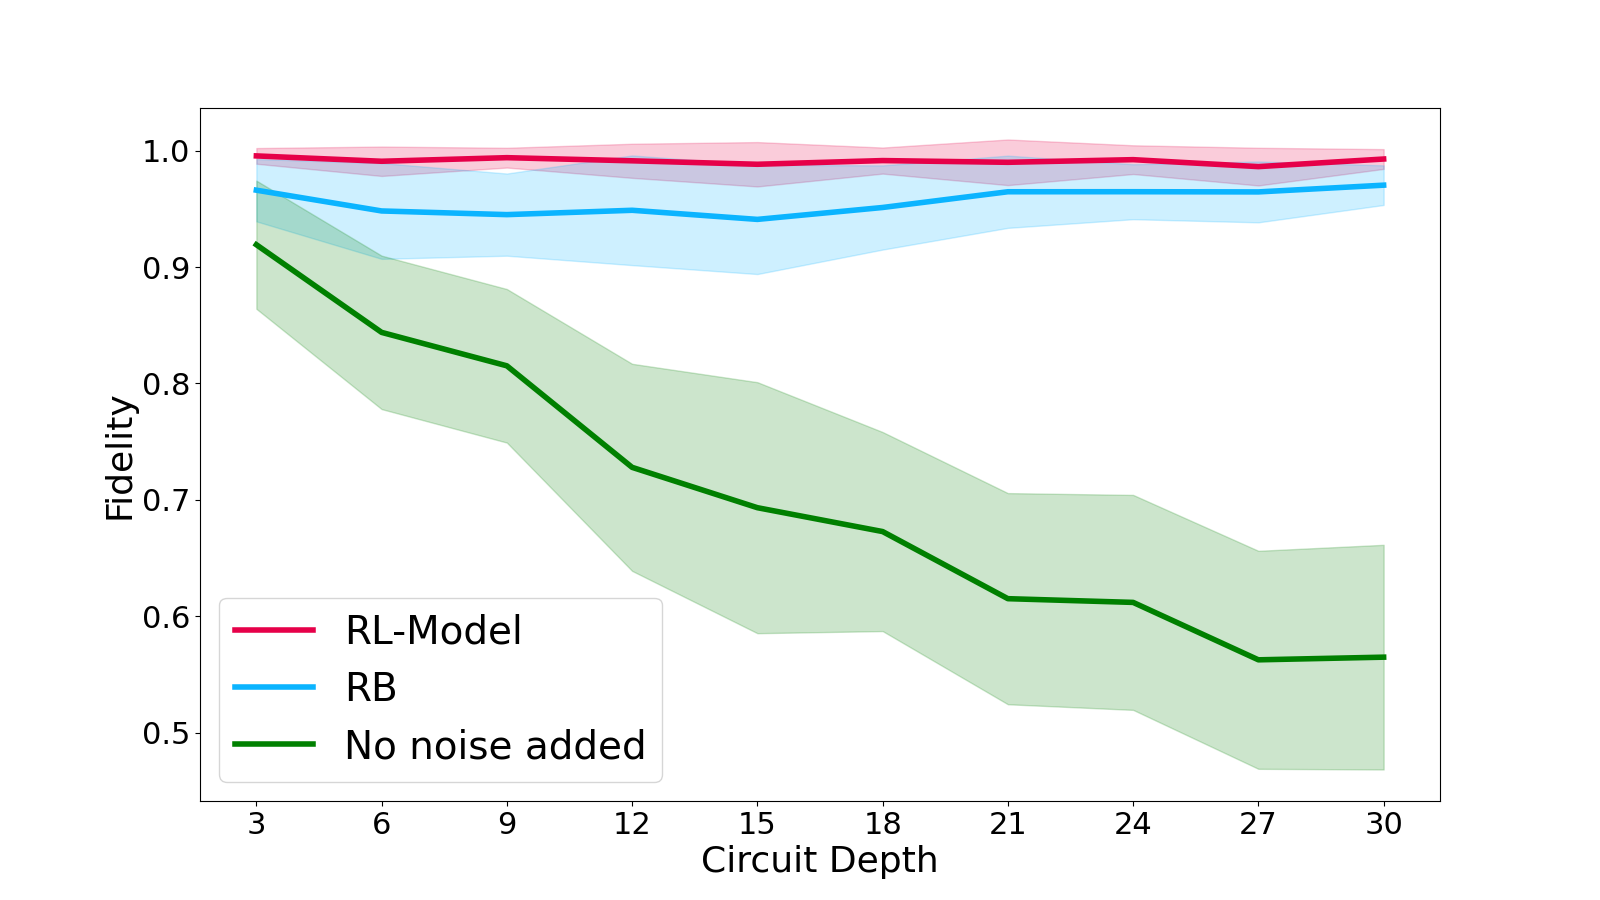 1.0
0.9
0.8
0.7
0.6
0.5
Fidelity
RL-Model
RB
No noise added
3 6 9 12 15 18 21 24 27 30
Circuit Depth